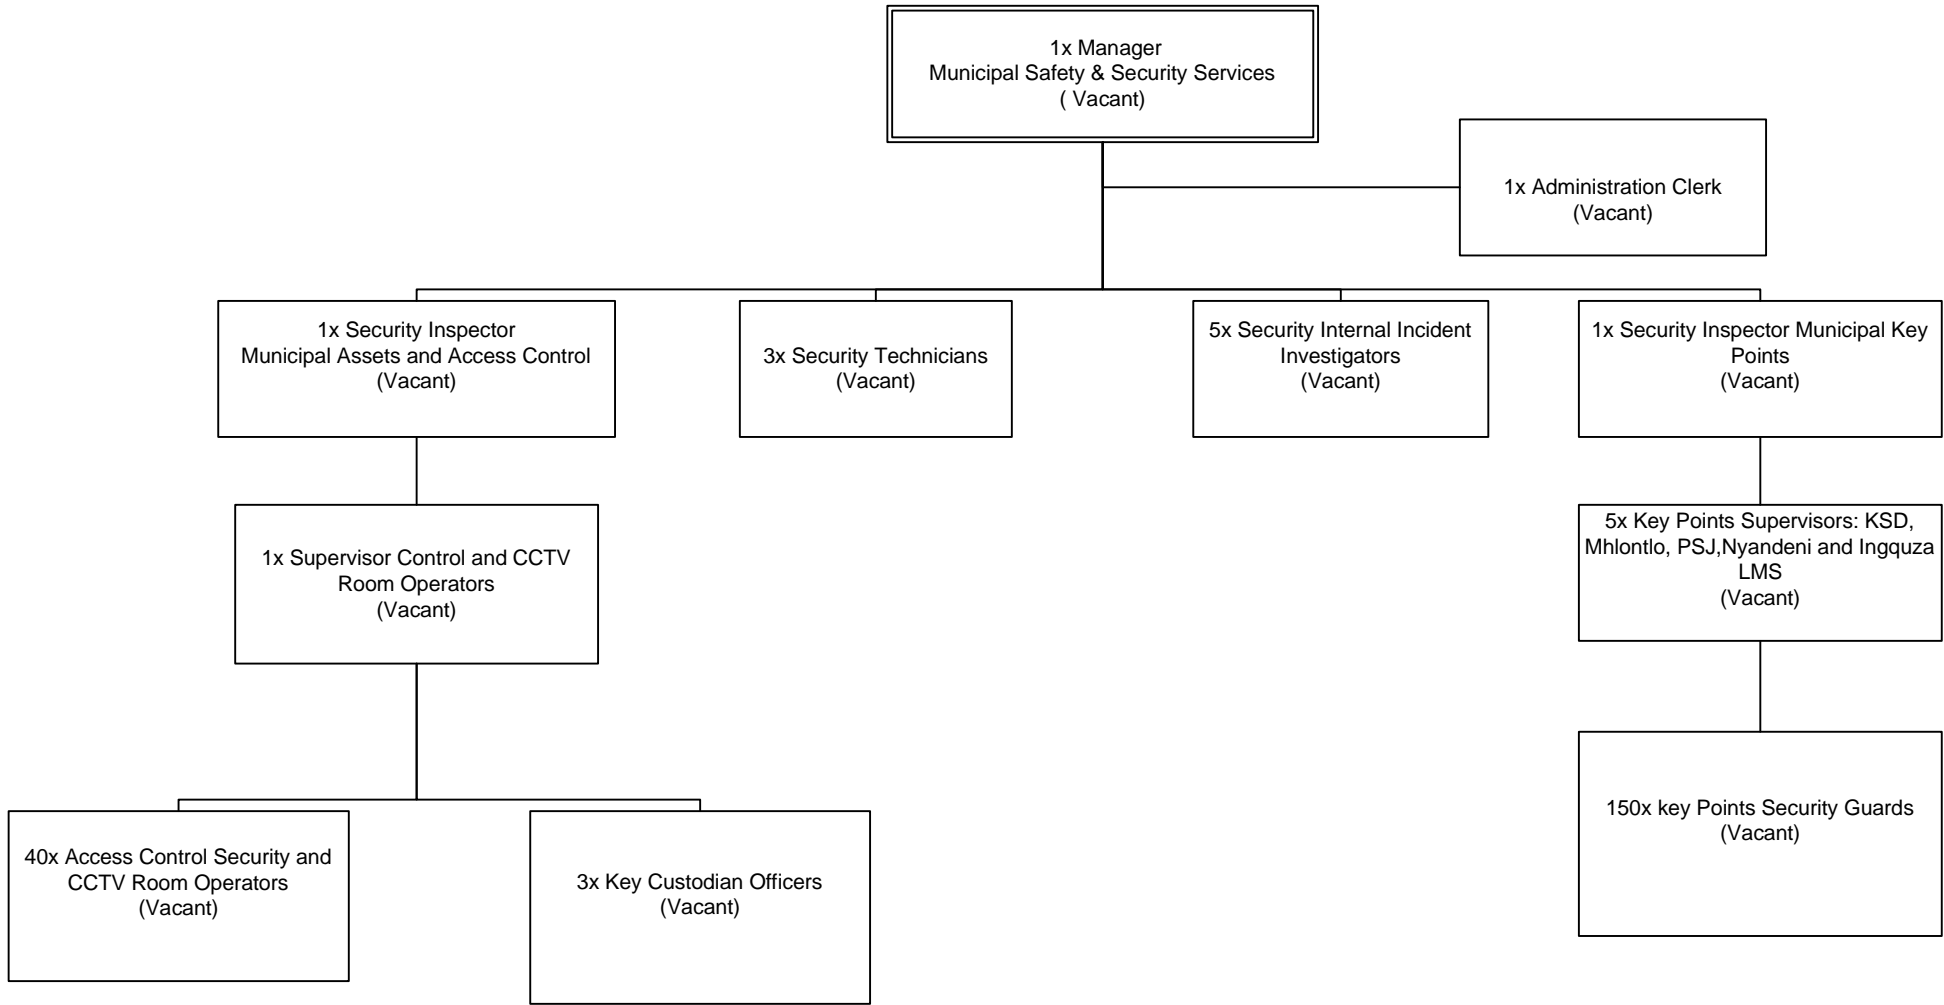 1x Manager
Municipal Safety & Security Services
( Vacant)
1x Administration Clerk
(Vacant)
1x Security Inspector
Municipal Assets and Access Control
(Vacant)
3x Security Technicians
(Vacant)
5x Security Internal Incident
Investigators
(Vacant)
1x Security Inspector Municipal Key
Points
(Vacant)
1x Supervisor Control and CCTV
Room Operators
(Vacant)
5x Key Points Supervisors: KSD,
Mhlontlo, PSJ,Nyandeni and Ingquza
LMS
(Vacant)
40x Access Control Security and
CCTV Room Operators
(Vacant)
3x Key Custodian Officers
(Vacant)
150x key Points Security Guards
(Vacant)